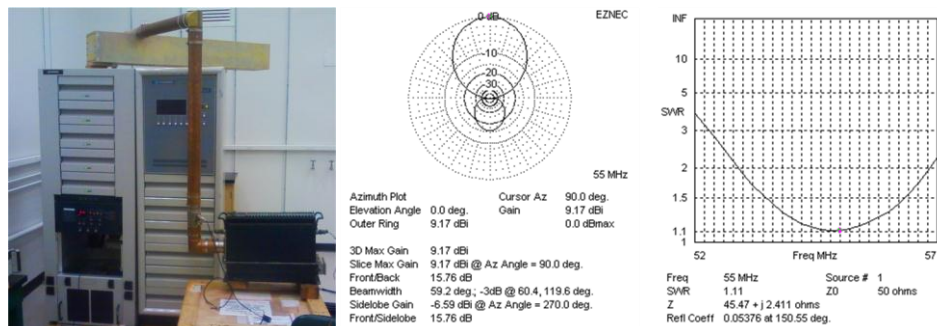 0 dB
EZNEC
-10
-20
-30
55 MHz
Azimuth Plot
Cursor Az 90.0 deg.
Elevation Angle 0.0 deg.
Gain 9.17 dBi
Outer Ring 9.17 dBi
0.0 dBmax
3D Max Gain 9.17 dBi
Slice Max Gain 9.17 dBi @ Az Angle = 90.0 deg.
Front/Back 15.76 dB
Beamwidth 59.2 deg.; -3dB @ 60.4, 119.6 deg.
Sidelobe Gain -6.59 dBi @ Az Angle = 270.0 deg.
Front/Sidelobe 15.76 dB
INF
10
5
SWR
3
2
1.5
1.1
1
52
Freq MHz
57
Freq 55 MHz
Source # 1
SWR 1.11
Z0 50 ohms
Z 45.47 + j 2.411 ohms
Refl Coeff 0.05376 at 150.55 deg.